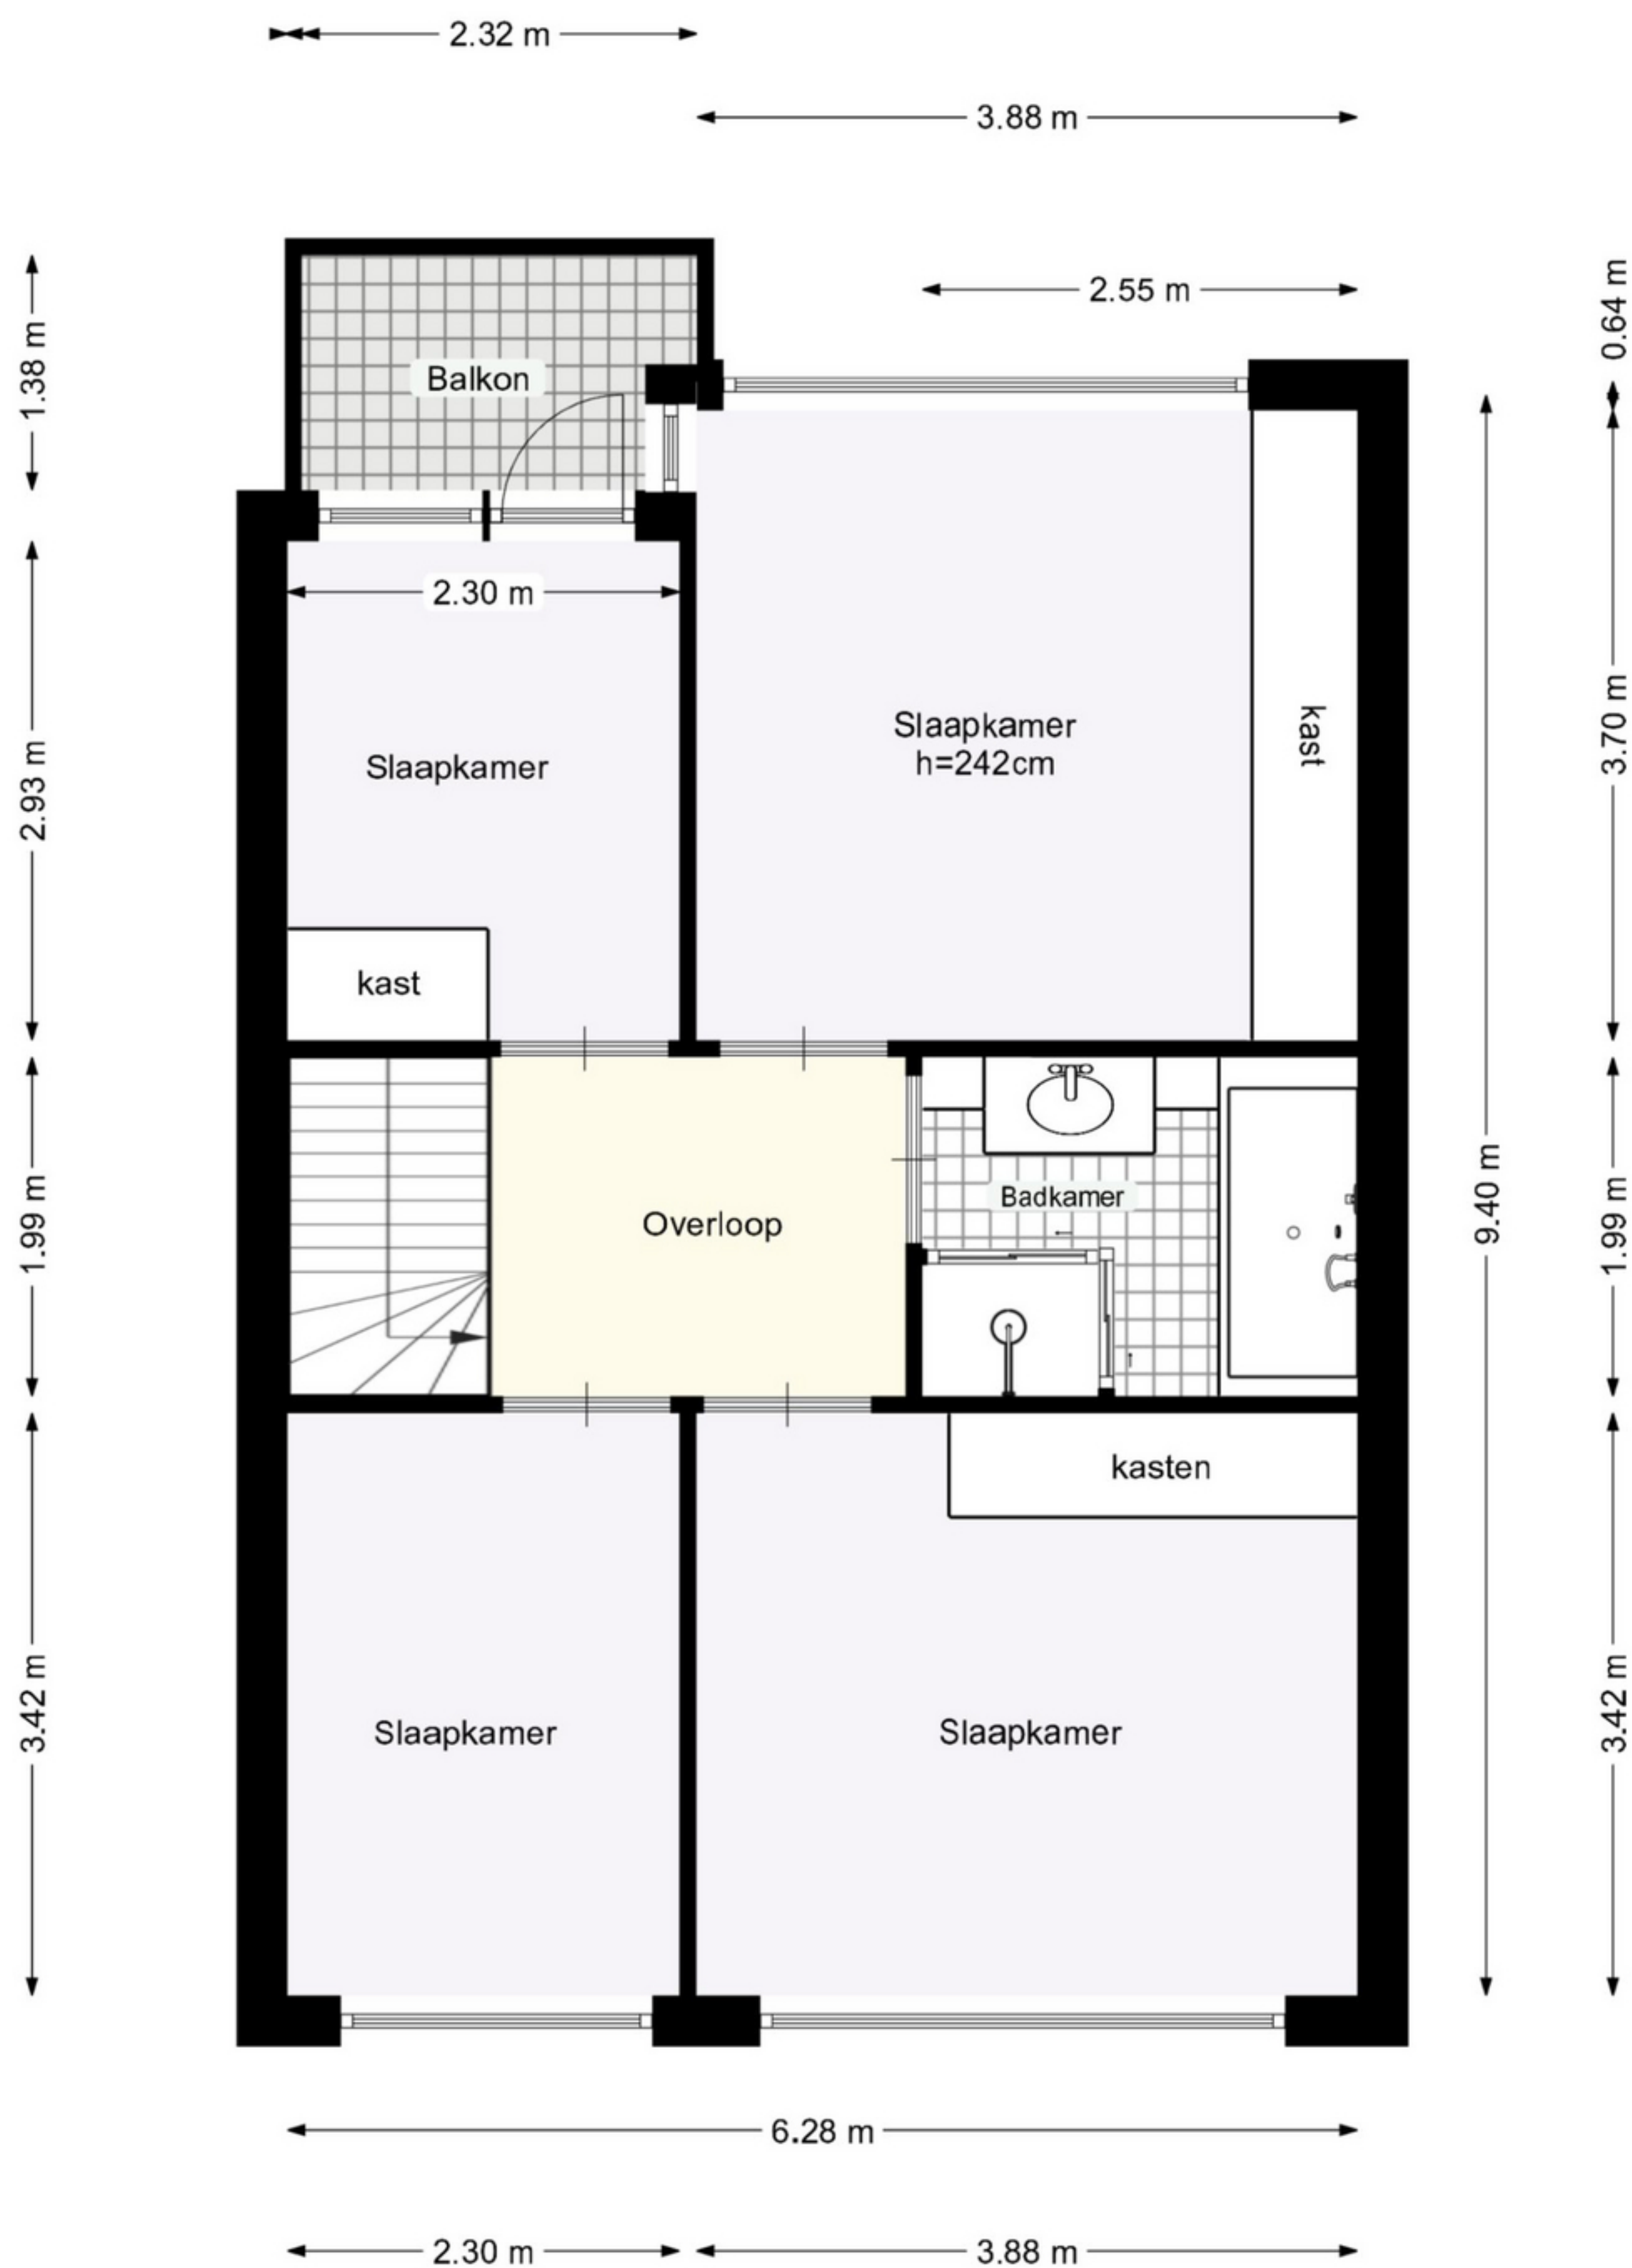 2.32 m
3.88 m
2.55 m
0.64 m
1.38 m
Balkon
2.30 m
2.93 m
Slaapkamer
Slaapkamer
h=242cm
kast
3.70 m
kast
1.99 m
Overloop
Badkamer
9.40 m
1.99 m
kasten
3.42 m
Slaapkamer
Slaapkamer
3.42 m
6.28 m
2.30 m
3.88 m